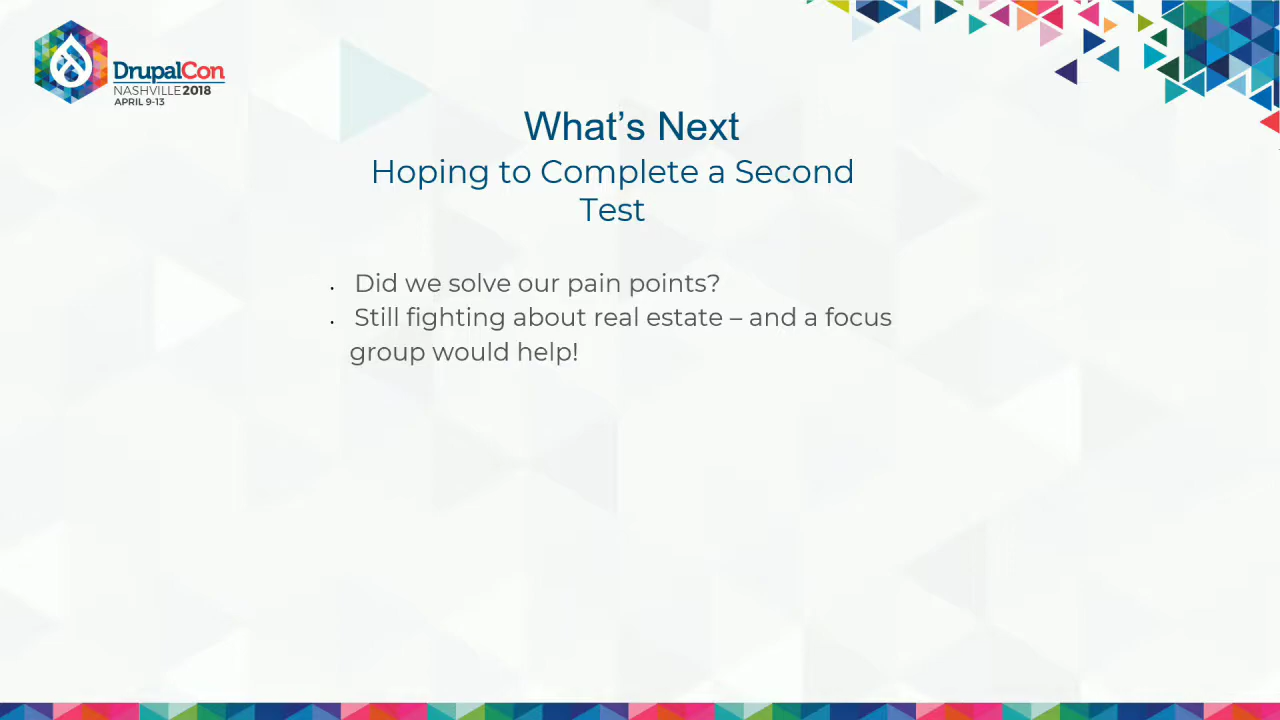 DrupalCon
NASHVILLE 2018
APRIL 9-13
What’s Next
Hoping to Complete a Second
Test
• Did we solve our pain points?
• Still fighting about real estate – and a focus
group would help!